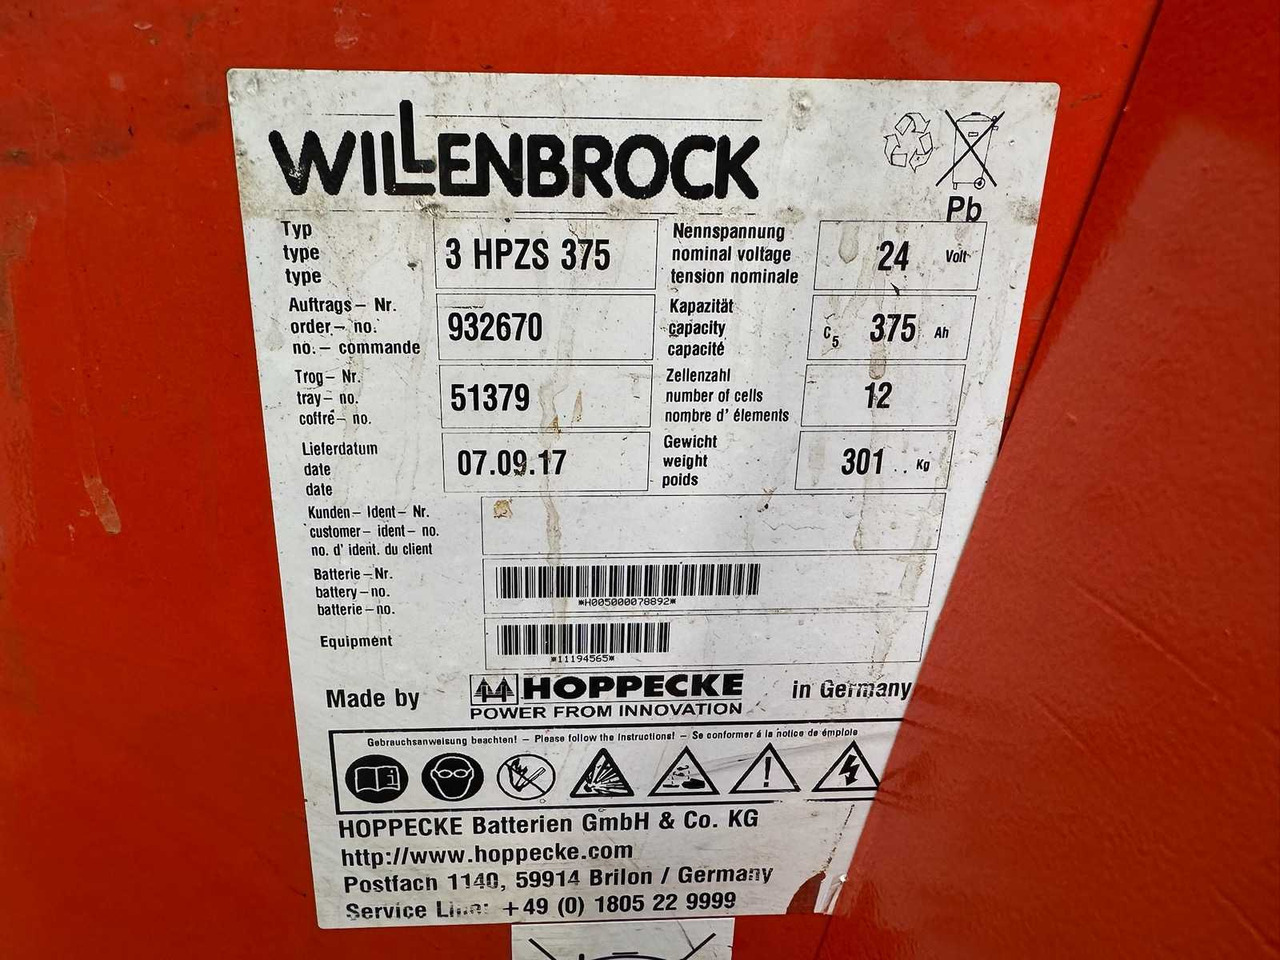 WILLENBROCK
Pb
Typ
type
type
3 HPZS 375
Nennspannung
nominal voltage
tension nominale
24 Volt
Auftrags- Nr.
order- no.
no.- commande
932670
Kapazität
capacity
capacité
C5 375 Ah
Trog- Nr.
tray- no.
coffré- no.
51379
Zellenzahl
number of cells
nombre d' élements
12
Lieferdatum
date
date
07.09.17
Gewicht
weight
poids
301 Kg
Kunden- Ident- Nr.
customer- ident- no.
no. d' ident. du client
Batterie-Nr.
battery-no.
batterie-no.
*H005000078892*
Equipment
*11194565*
Made by HOPPECKE in Germany
POWER FROM INNOVATION
Gebrauchsanweisung beachten! - Please follow the Instructions! - Se conformer á la notice de émploie
HOPPECKE Batterien GmbH & Co. KG
http://www.hoppecke.com
Postfach 1140, 59914 Brilon / Germany
Service Line: +49 (0) 1805 22 9999